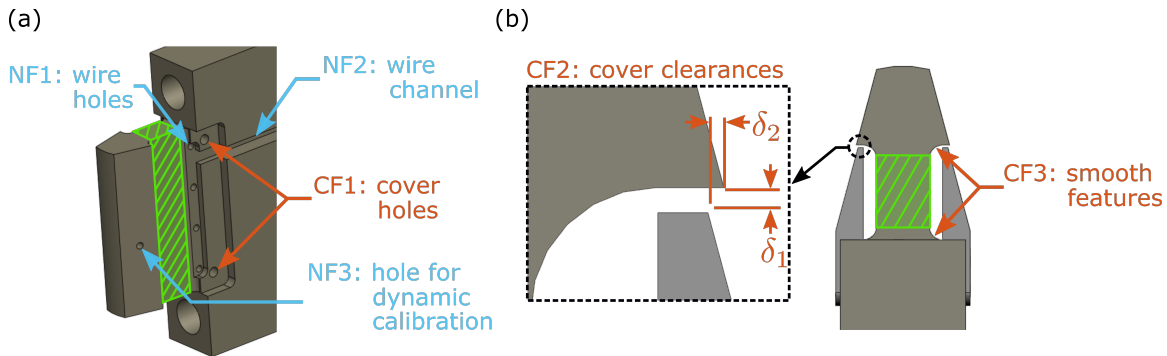 (a)
NF1: wire
holes
NF2: wire
channel
CF1: cover
holes
NF3: hole for
dynamic
calibration
(b)
CF2: cover clearances
δ₂
δ₁
CF3: smooth
features